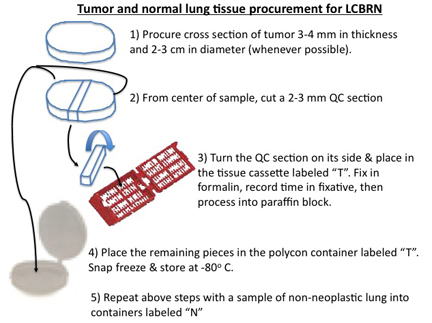 Tumor and normal lung tissue procurement for LCBRN
1) Procure cross section of tumor 3-4 mm in thickness
and 2-3 cm in diameter (whenever possible).
2) From center of sample, cut a 2-3 mm QC section
3) Turn the QC section on its side & place in
the tissue cassette labeled “T”. Fix in
formalin, record time in fixative, then
process into paraffin block.
4) Place the remaining pieces in the polycon container labeled “T”.
Snap freeze & store at -80° C.
5) Repeat above steps with a sample of non-neoplastic lung into
containers labeled “N”